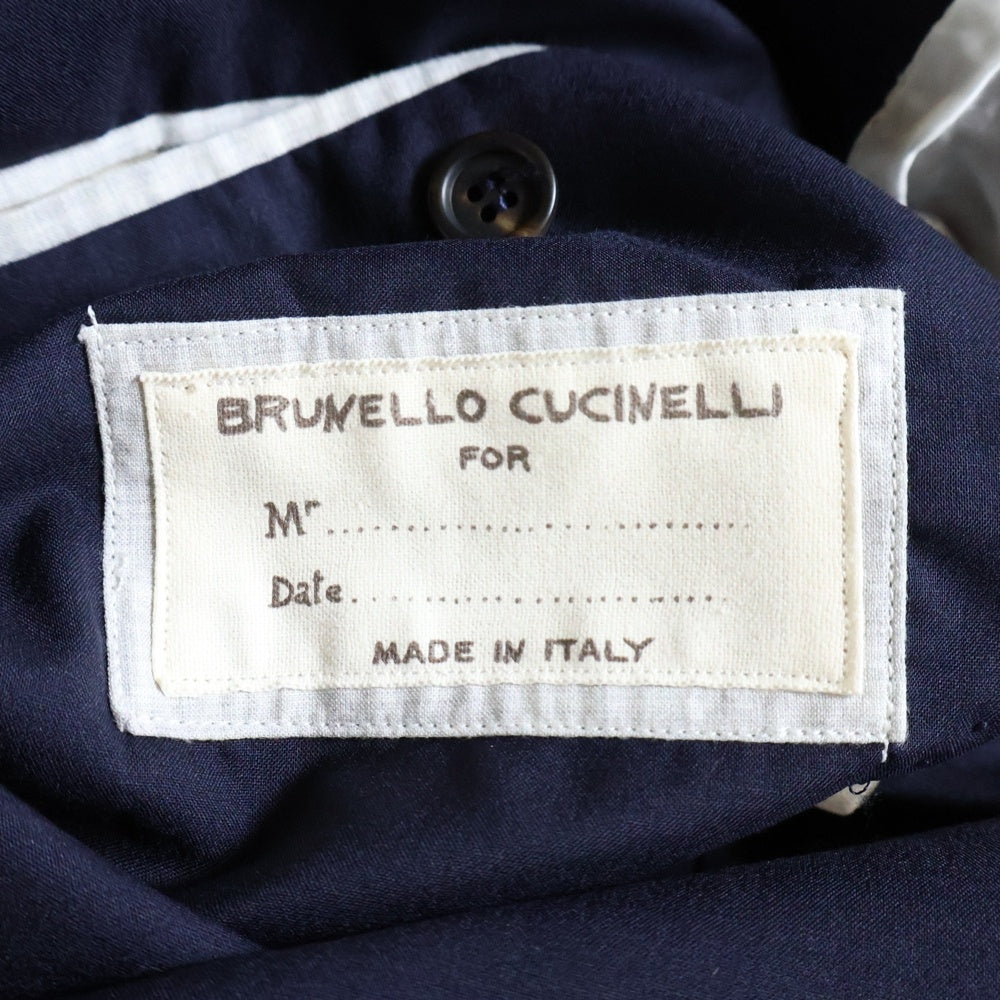 BRUNELLO CUCINELLI
FOR
Mr..............................
Date..............................
MADE IN ITALY